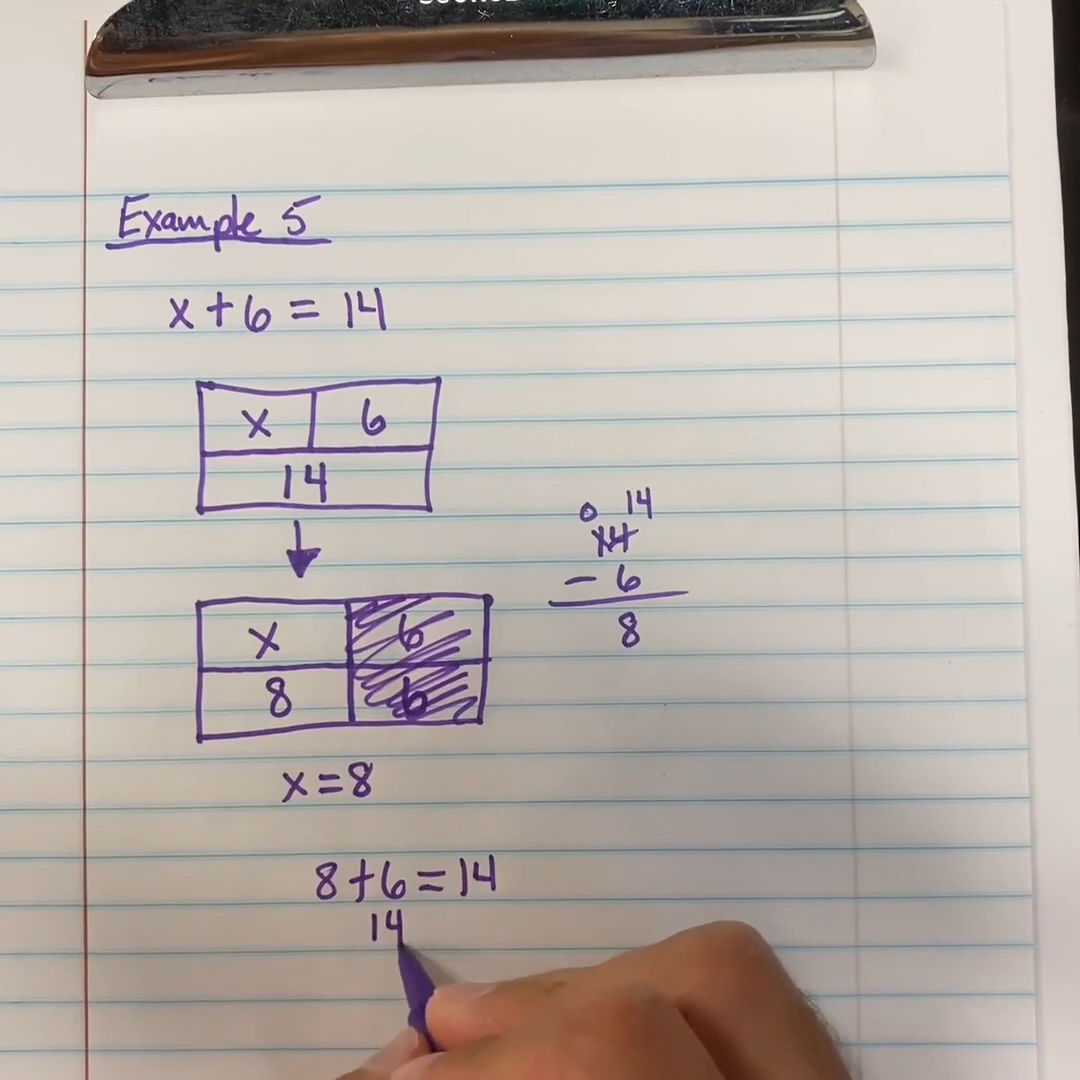 Example 5
x + 6 = 14
x 6
14
x 6
8 6
x = 8
0 14
14
- 6
8
8 + 6 = 14
14